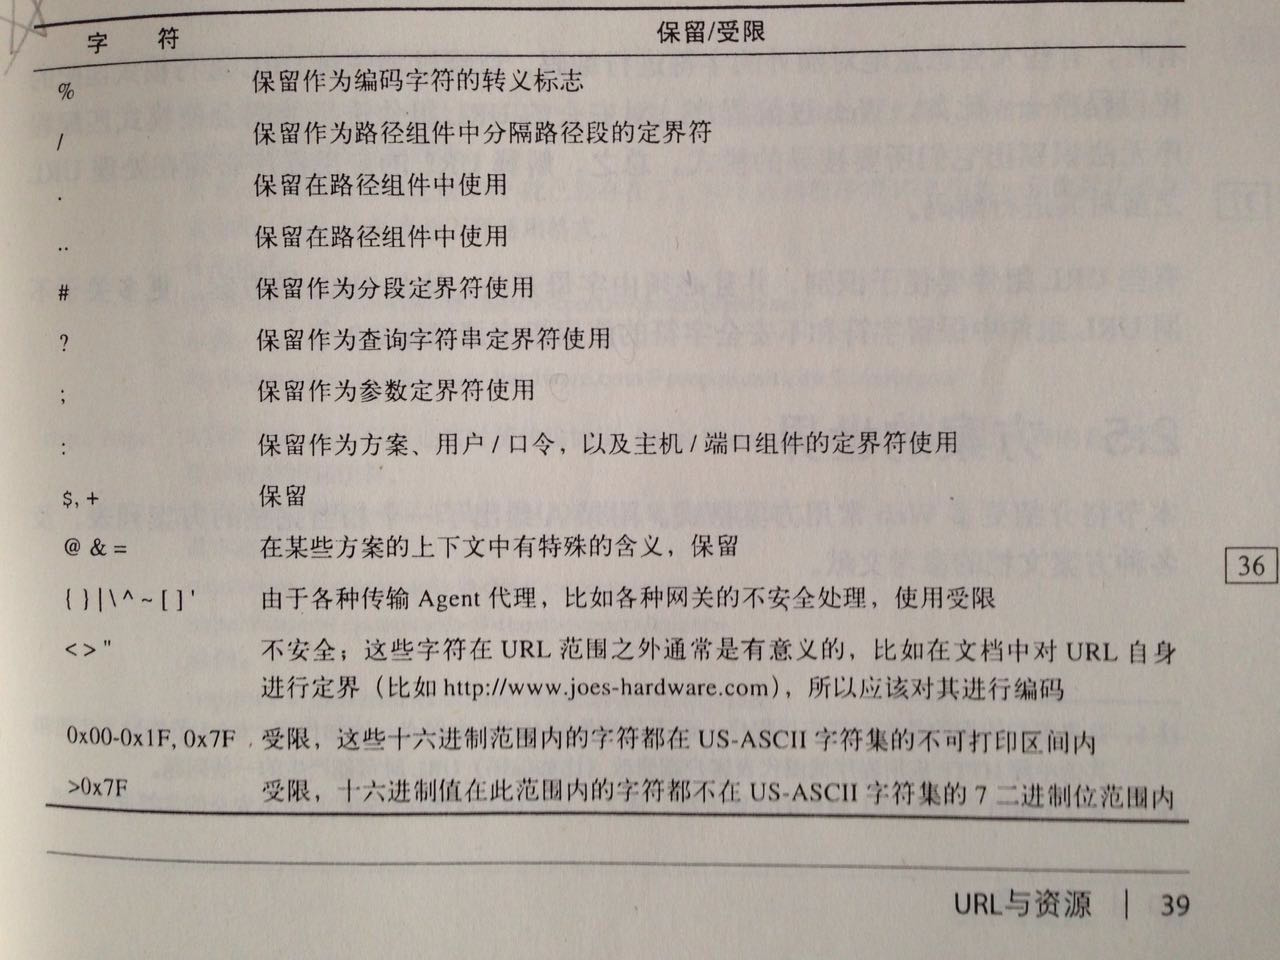 字 符 保留/受限
% 保留作为编码字符的转义标志
/ 保留作为路径组件中分隔路径段的定界符
. 保留在路径组件中使用
.. 保留在路径组件中使用
# 保留作为分段定界符使用
? 保留作为查询字符串定界符使用
; 保留作为参数定界符使用
: 保留作为方案、用户/口令，以及主机/端口组件的定界符使用
$, + 保留
@ & = 在某些方案的上下文中有特殊的含义，保留
{ } | \ ^ ~ [ ] ' 由于各种传输 Agent 代理，比如各种网关的不安全处理，使用受限
< > " 不安全；这些字符在 URL 范围之外通常是有意义的，比如在文档中对 URL 自身
进行定界（比如 http://www.joes-hardware.com），所以应该对其进行编码
0x00-0x1F, 0x7F 受限，这些十六进制范围内的字符都在 US-ASCII 字符集的不可打印区间内
>0x7F 受限，十六进制值在此范围内的字符都不在 US-ASCII 字符集的 7 二进制位范围内
36
URL与资源 | 39